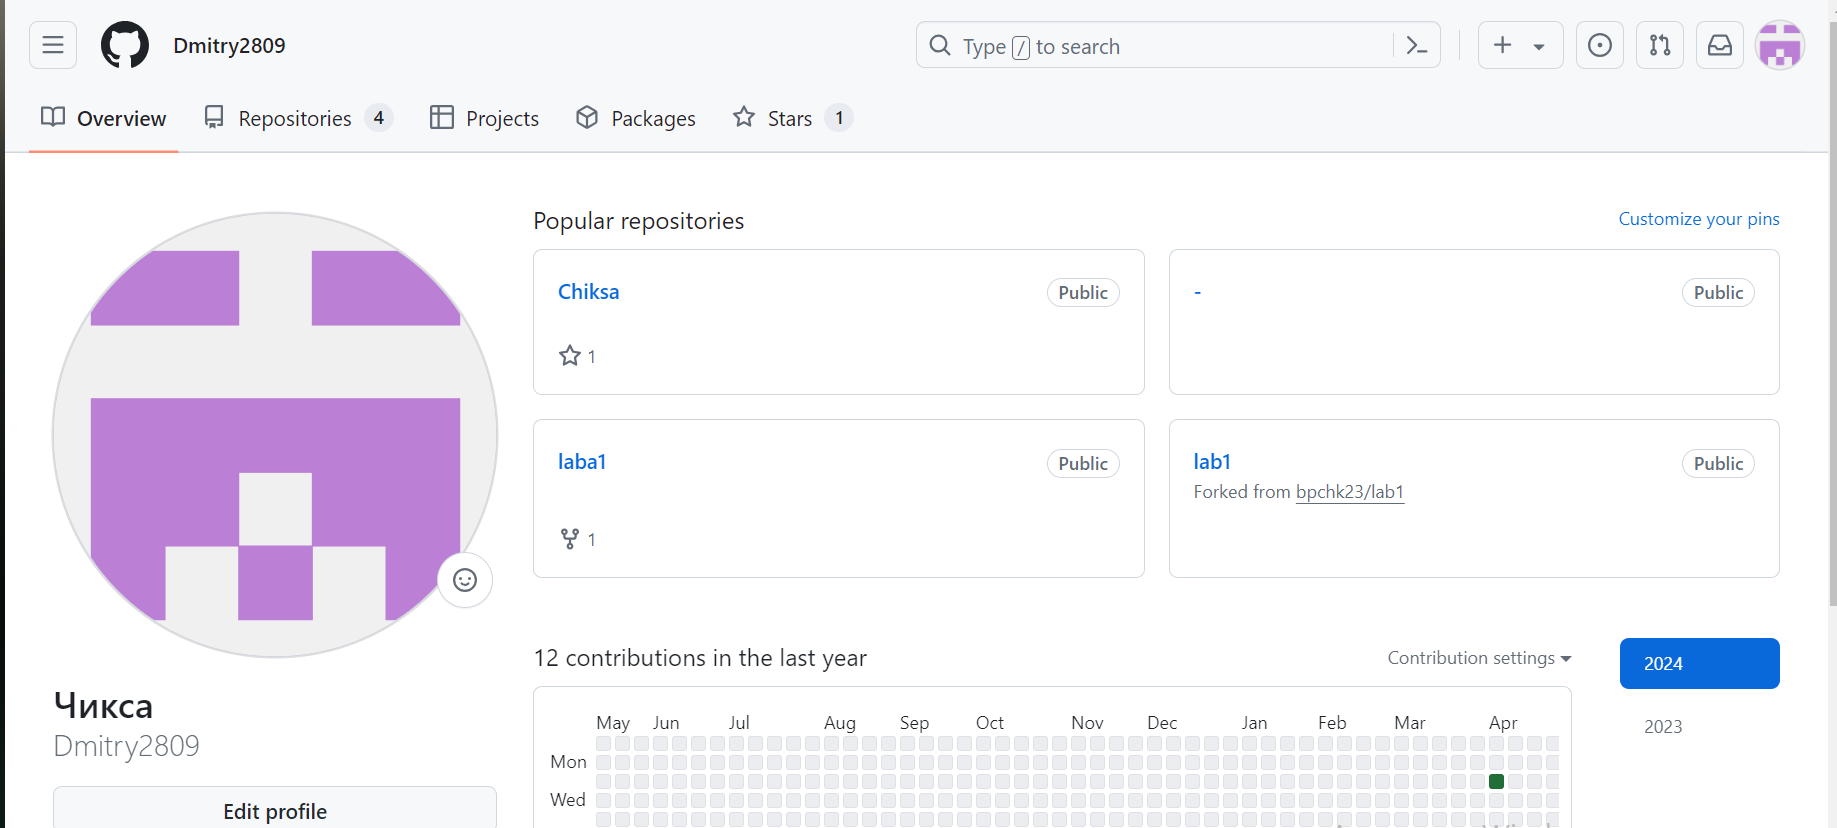 Dmitry2809
Type / to search
Overview
Repositories 4
Projects
Packages
Stars 1
Popular repositories
Customize your pins
Chiksa
Public
1
-
Public
laba1
Public
1
lab1
Public
Forked from bpchk23/lab1
12 contributions in the last year
Contribution settings
2024
2023
May Jun Jul Aug Sep Oct Nov Dec Jan Feb Mar Apr
Mon
Wed
Чикса
Dmitry2809
Edit profile